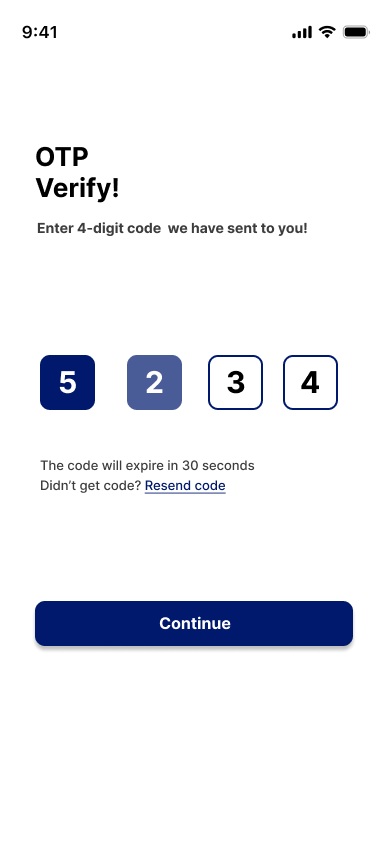 9:41
OTP
Verify!
Enter 4-digit code  we have sent to you!
5 2 3 4
The code will expire in 30 seconds
Didn’t get code? Resend code
Continue